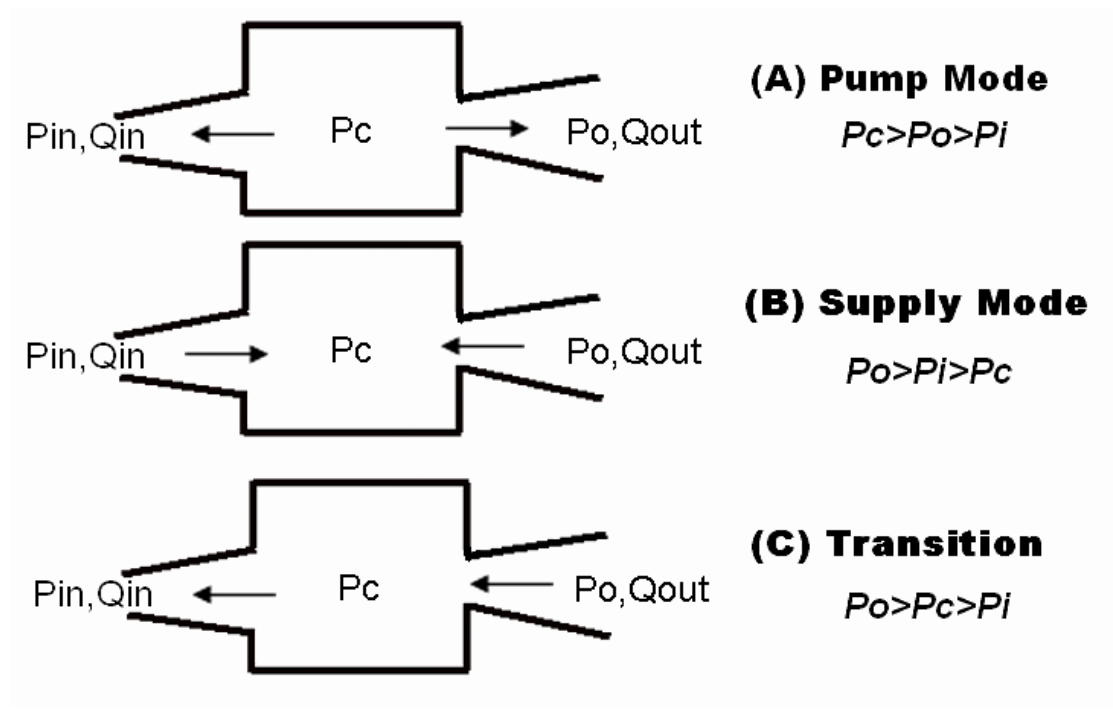 (A) Pump Mode
Pin,Qin Pc Po,Qout Pc>Po>Pi
(B) Supply Mode
Pin,Qin Pc Po,Qout Po>Pi>Pc
(C) Transition
Pin,Qin Pc Po,Qout Po>Pc>Pi